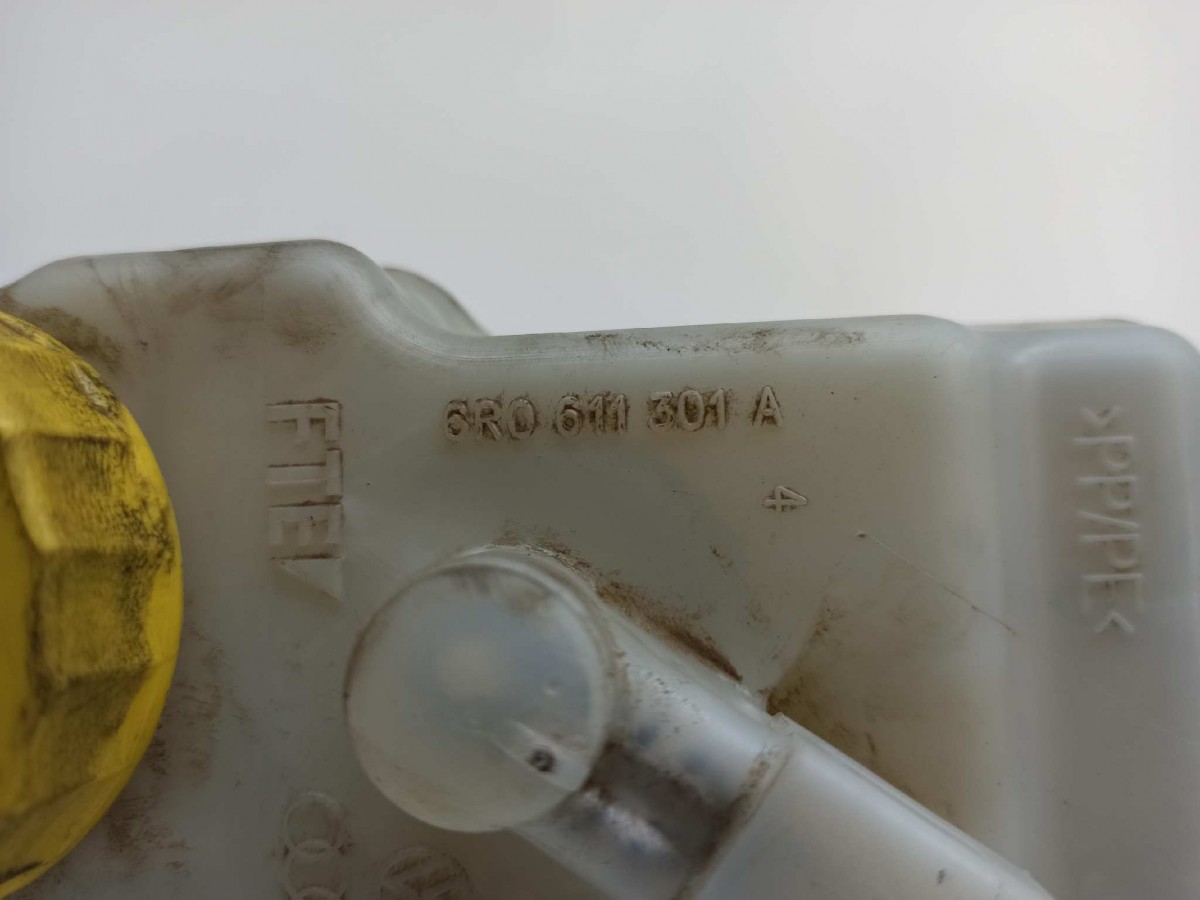 6R0 611 301 A
FTE
4
>PP/PE<